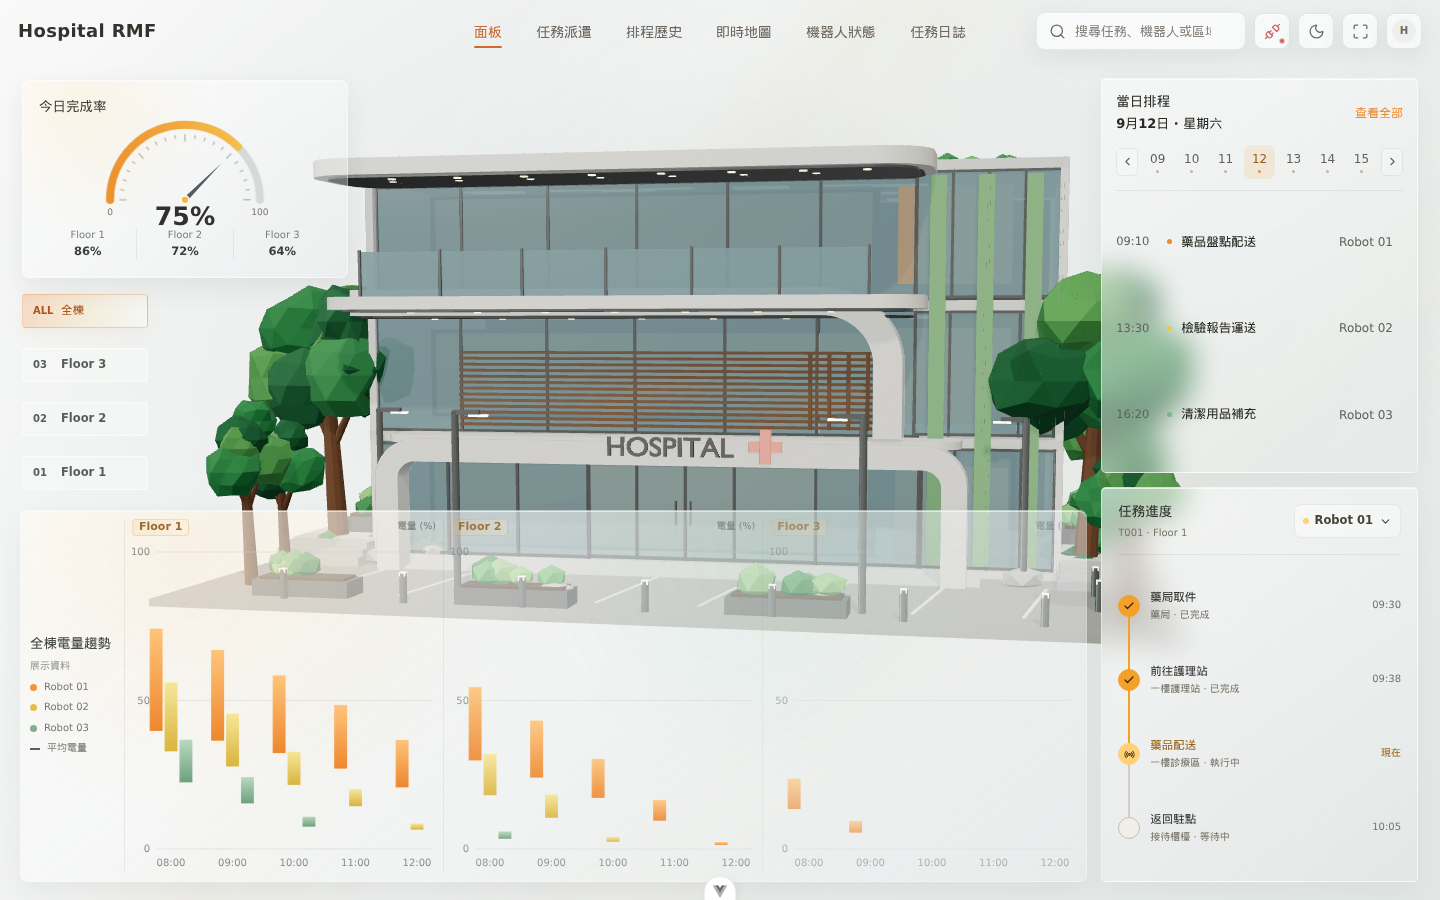 Hospital RMF
面板
任務派遣
排程歷史
即時地圖
機器人狀態
任務日誌
搜尋任務、機器人或區
H
今日完成率
0
100
75%
Floor 1
Floor 2
Floor 3
86%
72%
64%
ALL 全棟
03 Floor 3
02 Floor 2
01 Floor 1
HOSPITAL
當日排程
9月12日・星期六
查看全部
09 10 11 12 13 14 15
09:10 藥品盤點配送 Robot 01
13:30 檢驗報告運送 Robot 02
16:20 清潔用品補充 Robot 03
全棟電量趨勢
展示資料
Robot 01
Robot 02
Robot 03
平均電量
Floor 1
電量 (%)
100
50
0
08:00 09:00 10:00 11:00 12:00
Floor 2
電量 (%)
100
50
0
08:00 09:00 10:00 11:00 12:00
Floor 3
電量 (%)
100
50
0
08:00 09:00 10:00 11:00 12:00
任務進度
T001 · Floor 1
Robot 01
藥局取件
藥局 · 已完成
09:30
前往護理站
一樓護理站 · 已完成
09:38
藥品配送
一樓診療區 · 執行中
現在
返回駐點
接待櫃檯 · 等待中
10:05